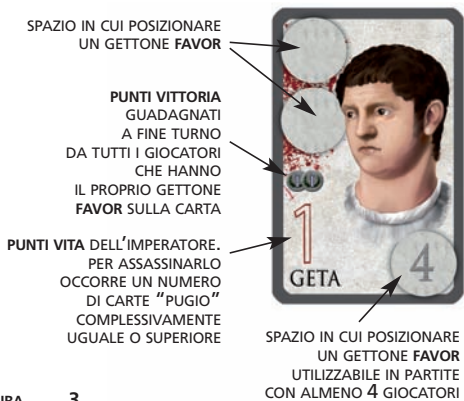 SPAZIO IN CUI POSIZIONARE
UN GETTONE FAVOR
PUNTI VITTORIA
GUADAGNATI
A FINE TURNO
DA TUTTI I GIOCATORI
CHE HANNO
IL PROPRIO GETTONE
FAVOR SULLA CARTA
PUNTI VITA DELL'IMPERATORE.
PER ASSASSINARLO
OCCORRE UN NUMERO
DI CARTE "PUGIO"
COMPLESSIVAMENTE
UGUALE O SUPERIORE
1
GETA
4
SPAZIO IN CUI POSIZIONARE
UN GETTONE FAVOR
UTILIZZABILE IN PARTITE
CON ALMENO 4 GIOCATORI
3